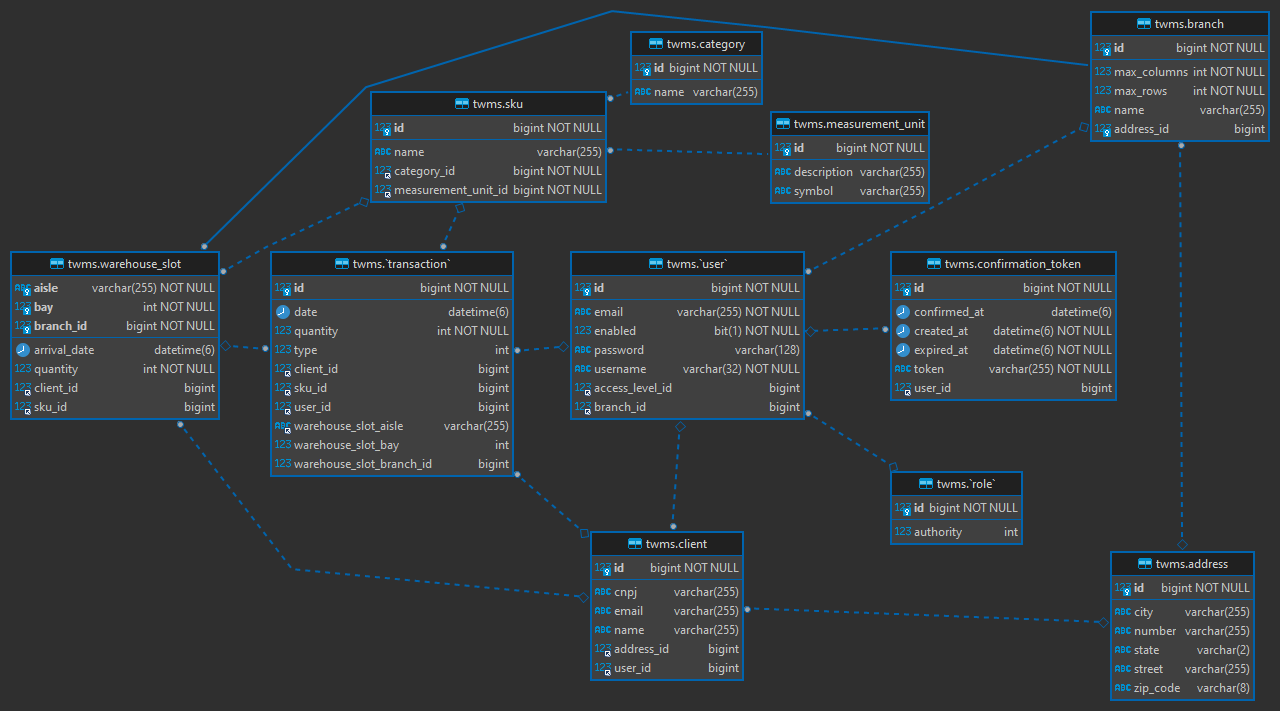 twms.branch
123 id bigint NOT NULL
123 max_columns int NOT NULL
123 max_rows int NOT NULL
ABC name varchar(255)
123 address_id bigint
twms.category
123 id bigint NOT NULL
ABC name varchar(255)
twms.sku
123 id bigint NOT NULL
ABC name varchar(255)
123 category_id bigint NOT NULL
123 measurement_unit_id bigint NOT NULL
twms.measurement_unit
123 id bigint NOT NULL
ABC description varchar(255)
ABC symbol varchar(255)
twms.warehouse_slot
ABC aisle varchar(255) NOT NULL
123 bay int NOT NULL
123 branch_id bigint NOT NULL
arrival_date datetime(6)
123 quantity int NOT NULL
123 client_id bigint
123 sku_id bigint
twms.`transaction`
123 id bigint NOT NULL
date datetime(6)
123 quantity int NOT NULL
123 type int
123 client_id bigint
123 sku_id bigint
123 user_id bigint
ABC warehouse_slot_aisle varchar(255)
123 warehouse_slot_bay int
123 warehouse_slot_branch_id bigint
twms.`user`
123 id bigint NOT NULL
ABC email varchar(255) NOT NULL
123 enabled bit(1) NOT NULL
ABC password varchar(128)
ABC username varchar(32) NOT NULL
123 access_level_id bigint
123 branch_id bigint
twms.confirmation_token
123 id bigint NOT NULL
confirmed_at datetime(6)
created_at datetime(6) NOT NULL
expired_at datetime(6) NOT NULL
ABC token varchar(255) NOT NULL
123 user_id bigint
twms.`role`
123 id bigint NOT NULL
123 authority int
twms.client
123 id bigint NOT NULL
ABC cnpj varchar(255)
ABC email varchar(255)
ABC name varchar(255)
123 address_id bigint
123 user_id bigint
twms.address
123 id bigint NOT NULL
ABC city varchar(255)
ABC number varchar(255)
ABC state varchar(2)
ABC street varchar(255)
ABC zip_code varchar(8)